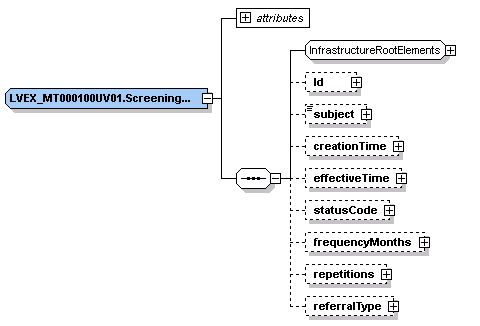 attributes
LVEX_MT000100UV01.Screening...
InfrastructureRootElements
Id
subject
creationTime
effectiveTime
statusCode
frequencyMonths
repetitions
referralType